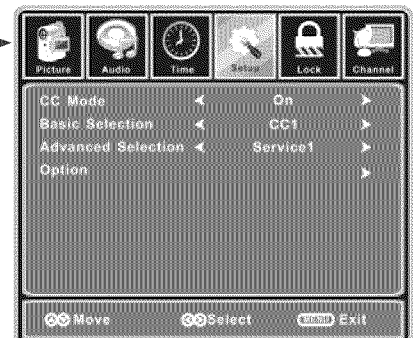 Picture Audio Time Setup Lock Channel
CC Mode On
Basic Selection CC1
Advanced Selection Service1
Option
Move Select MENU Exit